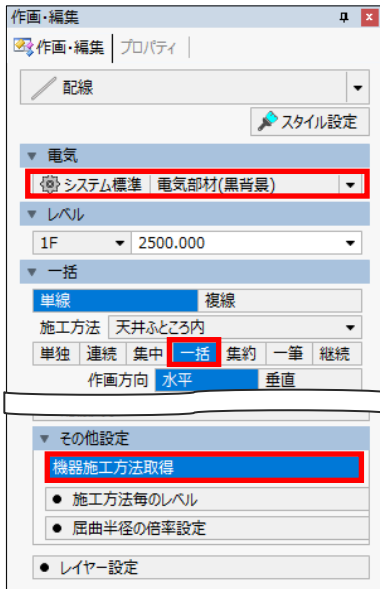 作画・編集
作画・編集 プロパティ
配線
スタイル設定
電気
システム標準 電気部材(黒背景)
レベル
1F 2500.000
一括
単線 複線
施工方法 天井ふところ内
単独 連続 集中 一括 集約 一筆 継続
作画方向 水平 垂直
その他設定
機器施工方法取得
● 施工方法毎のレベル
● 屈曲半径の倍率設定
● レイヤー設定